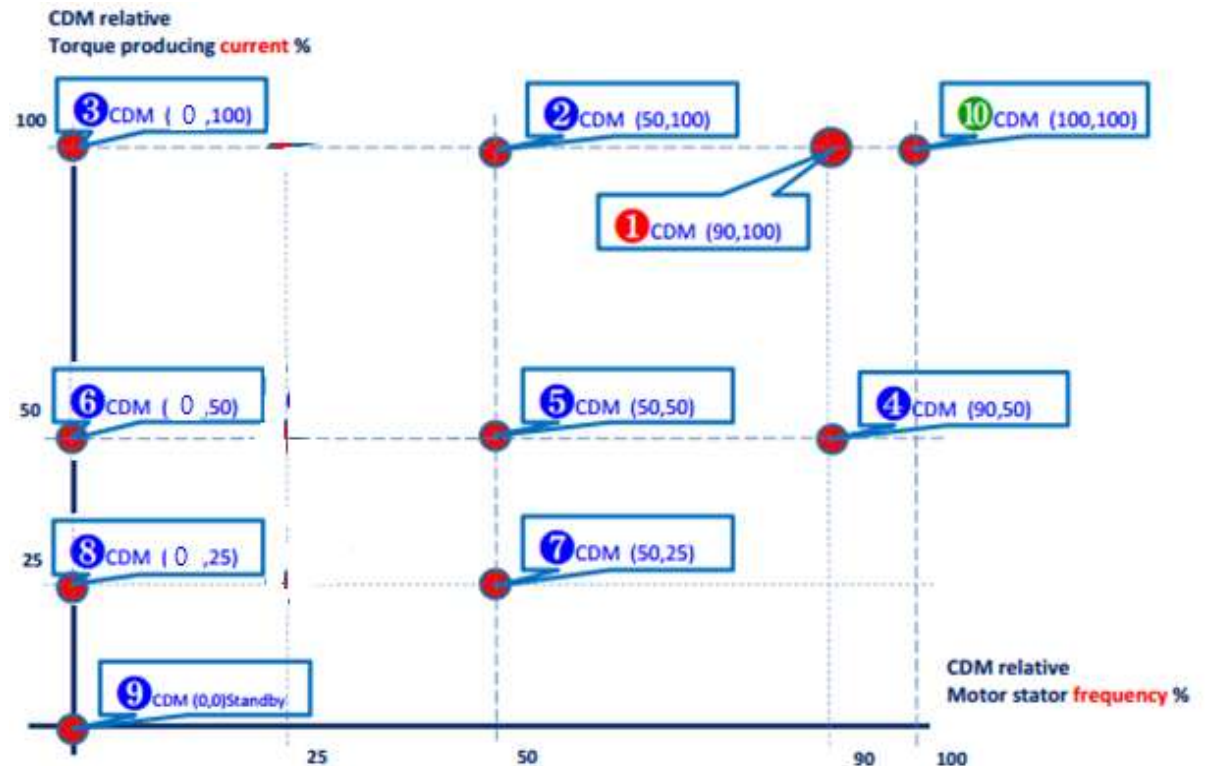 CDM relative
Torque producing current %
100
3 CDM ( 0 ,100)
2 CDM (50,100)
10 CDM (100,100)
1 CDM (90,100)
50
6 CDM ( 0 ,50)
5 CDM (50,50)
4 CDM (90,50)
25
8 CDM ( 0 ,25)
7 CDM (50,25)
9 CDM (0,0)Standby
CDM relative
Motor stator frequency %
25
50
90
100